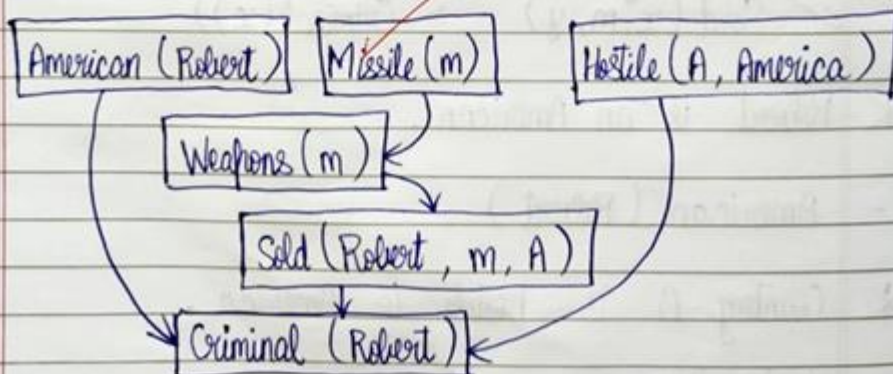 American (Robert) Missile (m) Hostile (A, America)
Weapons (m)
Sold (Robert, m, A)
Criminal (Robert)